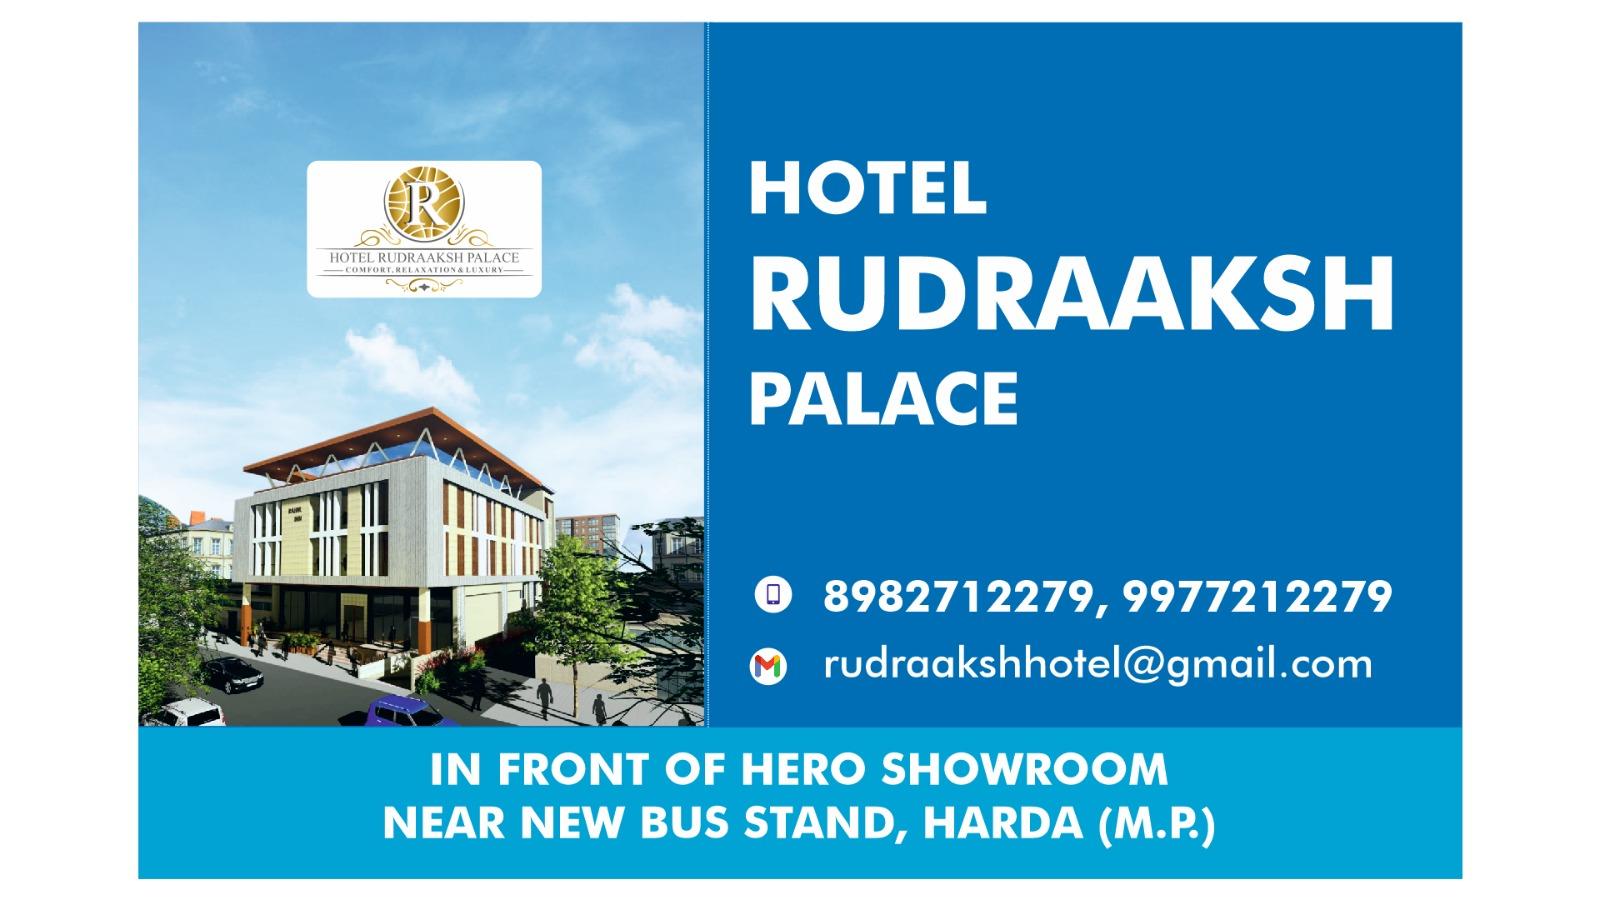 R
HOTEL RUDRAAKSH PALACE
COMFORT, RELAXATION & LUXURY
HOTEL
RUDRAAKSH
PALACE
8982712279, 9977212279
rudraakshhotel@gmail.com
IN FRONT OF HERO SHOWROOM
NEAR NEW BUS STAND, HARDA (M.P.)